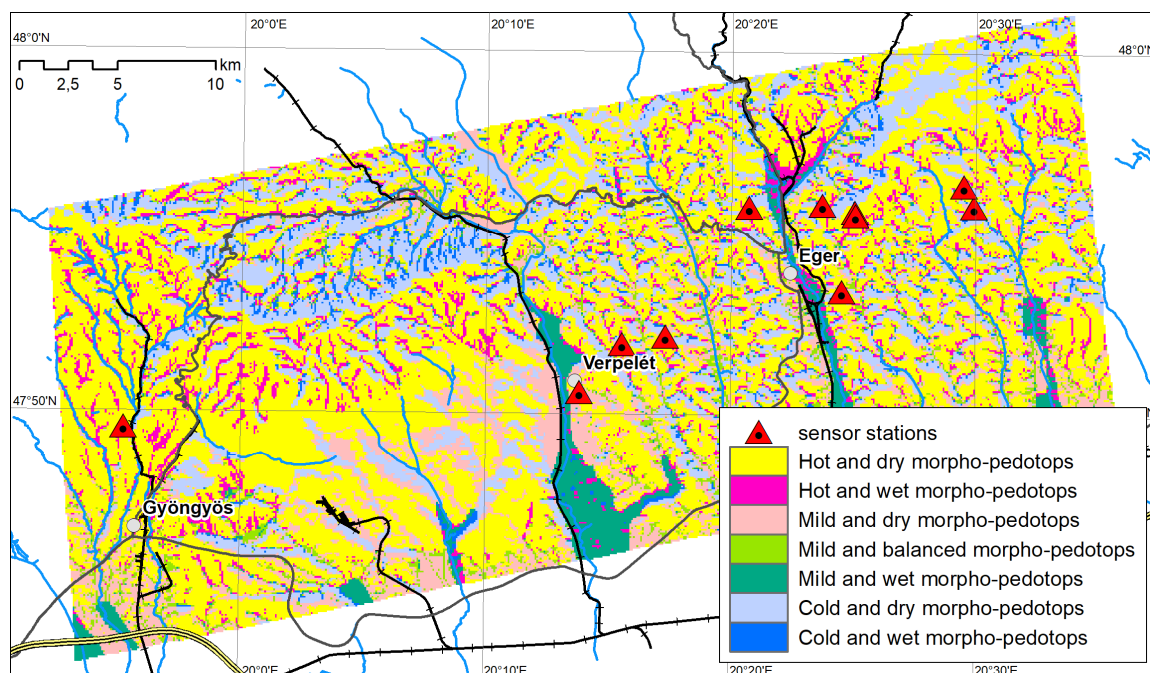 20°0'E 20°10'E 20°20'E 20°30'E
48°0'N 48°0'N
km
0 2,5 5 10
Eger
Verpelét
47°50'N
Gyöngyös
sensor stations
Hot and dry morpho-pedotops
Hot and wet morpho-pedotops
Mild and dry morpho-pedotops
Mild and balanced morpho-pedotops
Mild and wet morpho-pedotops
Cold and dry morpho-pedotops
Cold and wet morpho-pedotops
20°0'E 20°10'E 20°20'E 20°30'E